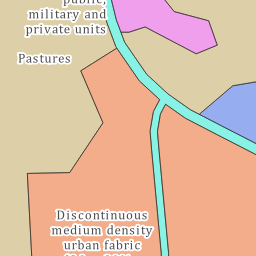 public,
military and
private units
Pastures
Discontinuous
medium density
urban fabric